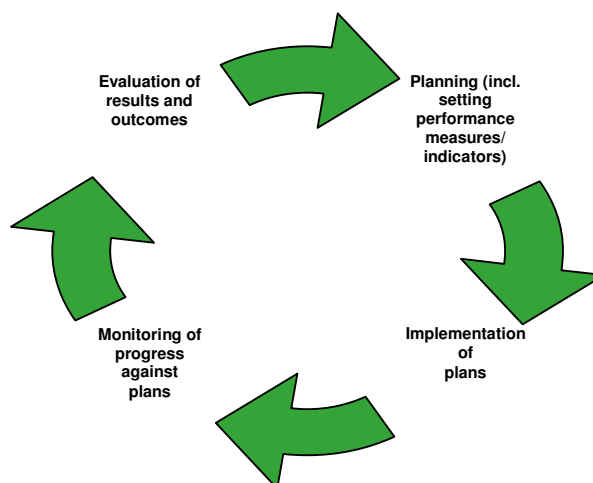 Evaluation of
results and
outcomes
Planning (incl.
setting
performance
measures/
indicators)
Implementation
of
plans
Monitoring of
progress
against
plans